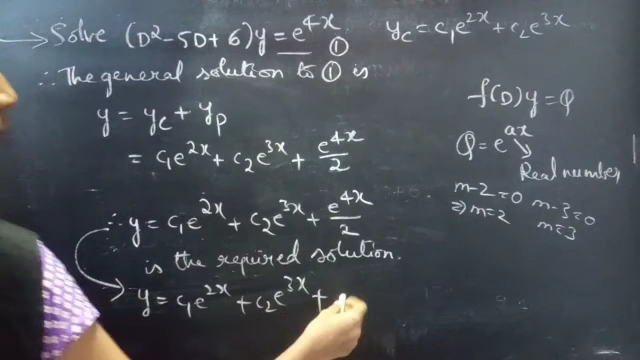 → Solve (D²-5D+6)y = e^{4x} ①
∴ The general solution to ① is
y = y_c + y_p
= c₁e^{2x} + c₂e^{3x} + e^{4x}/2
∴ y = c₁e^{2x} + c₂e^{3x} + e^{4x}/2
is the required solution.
y = c₁e^{2x} + c₂e^{3x} +
y_c = c₁e^{2x} + c₂e^{3x}
f(D)y = Q
Q = e^{ax}
Real number
m-2=0 m-3=0
⇒ m=2 m=3